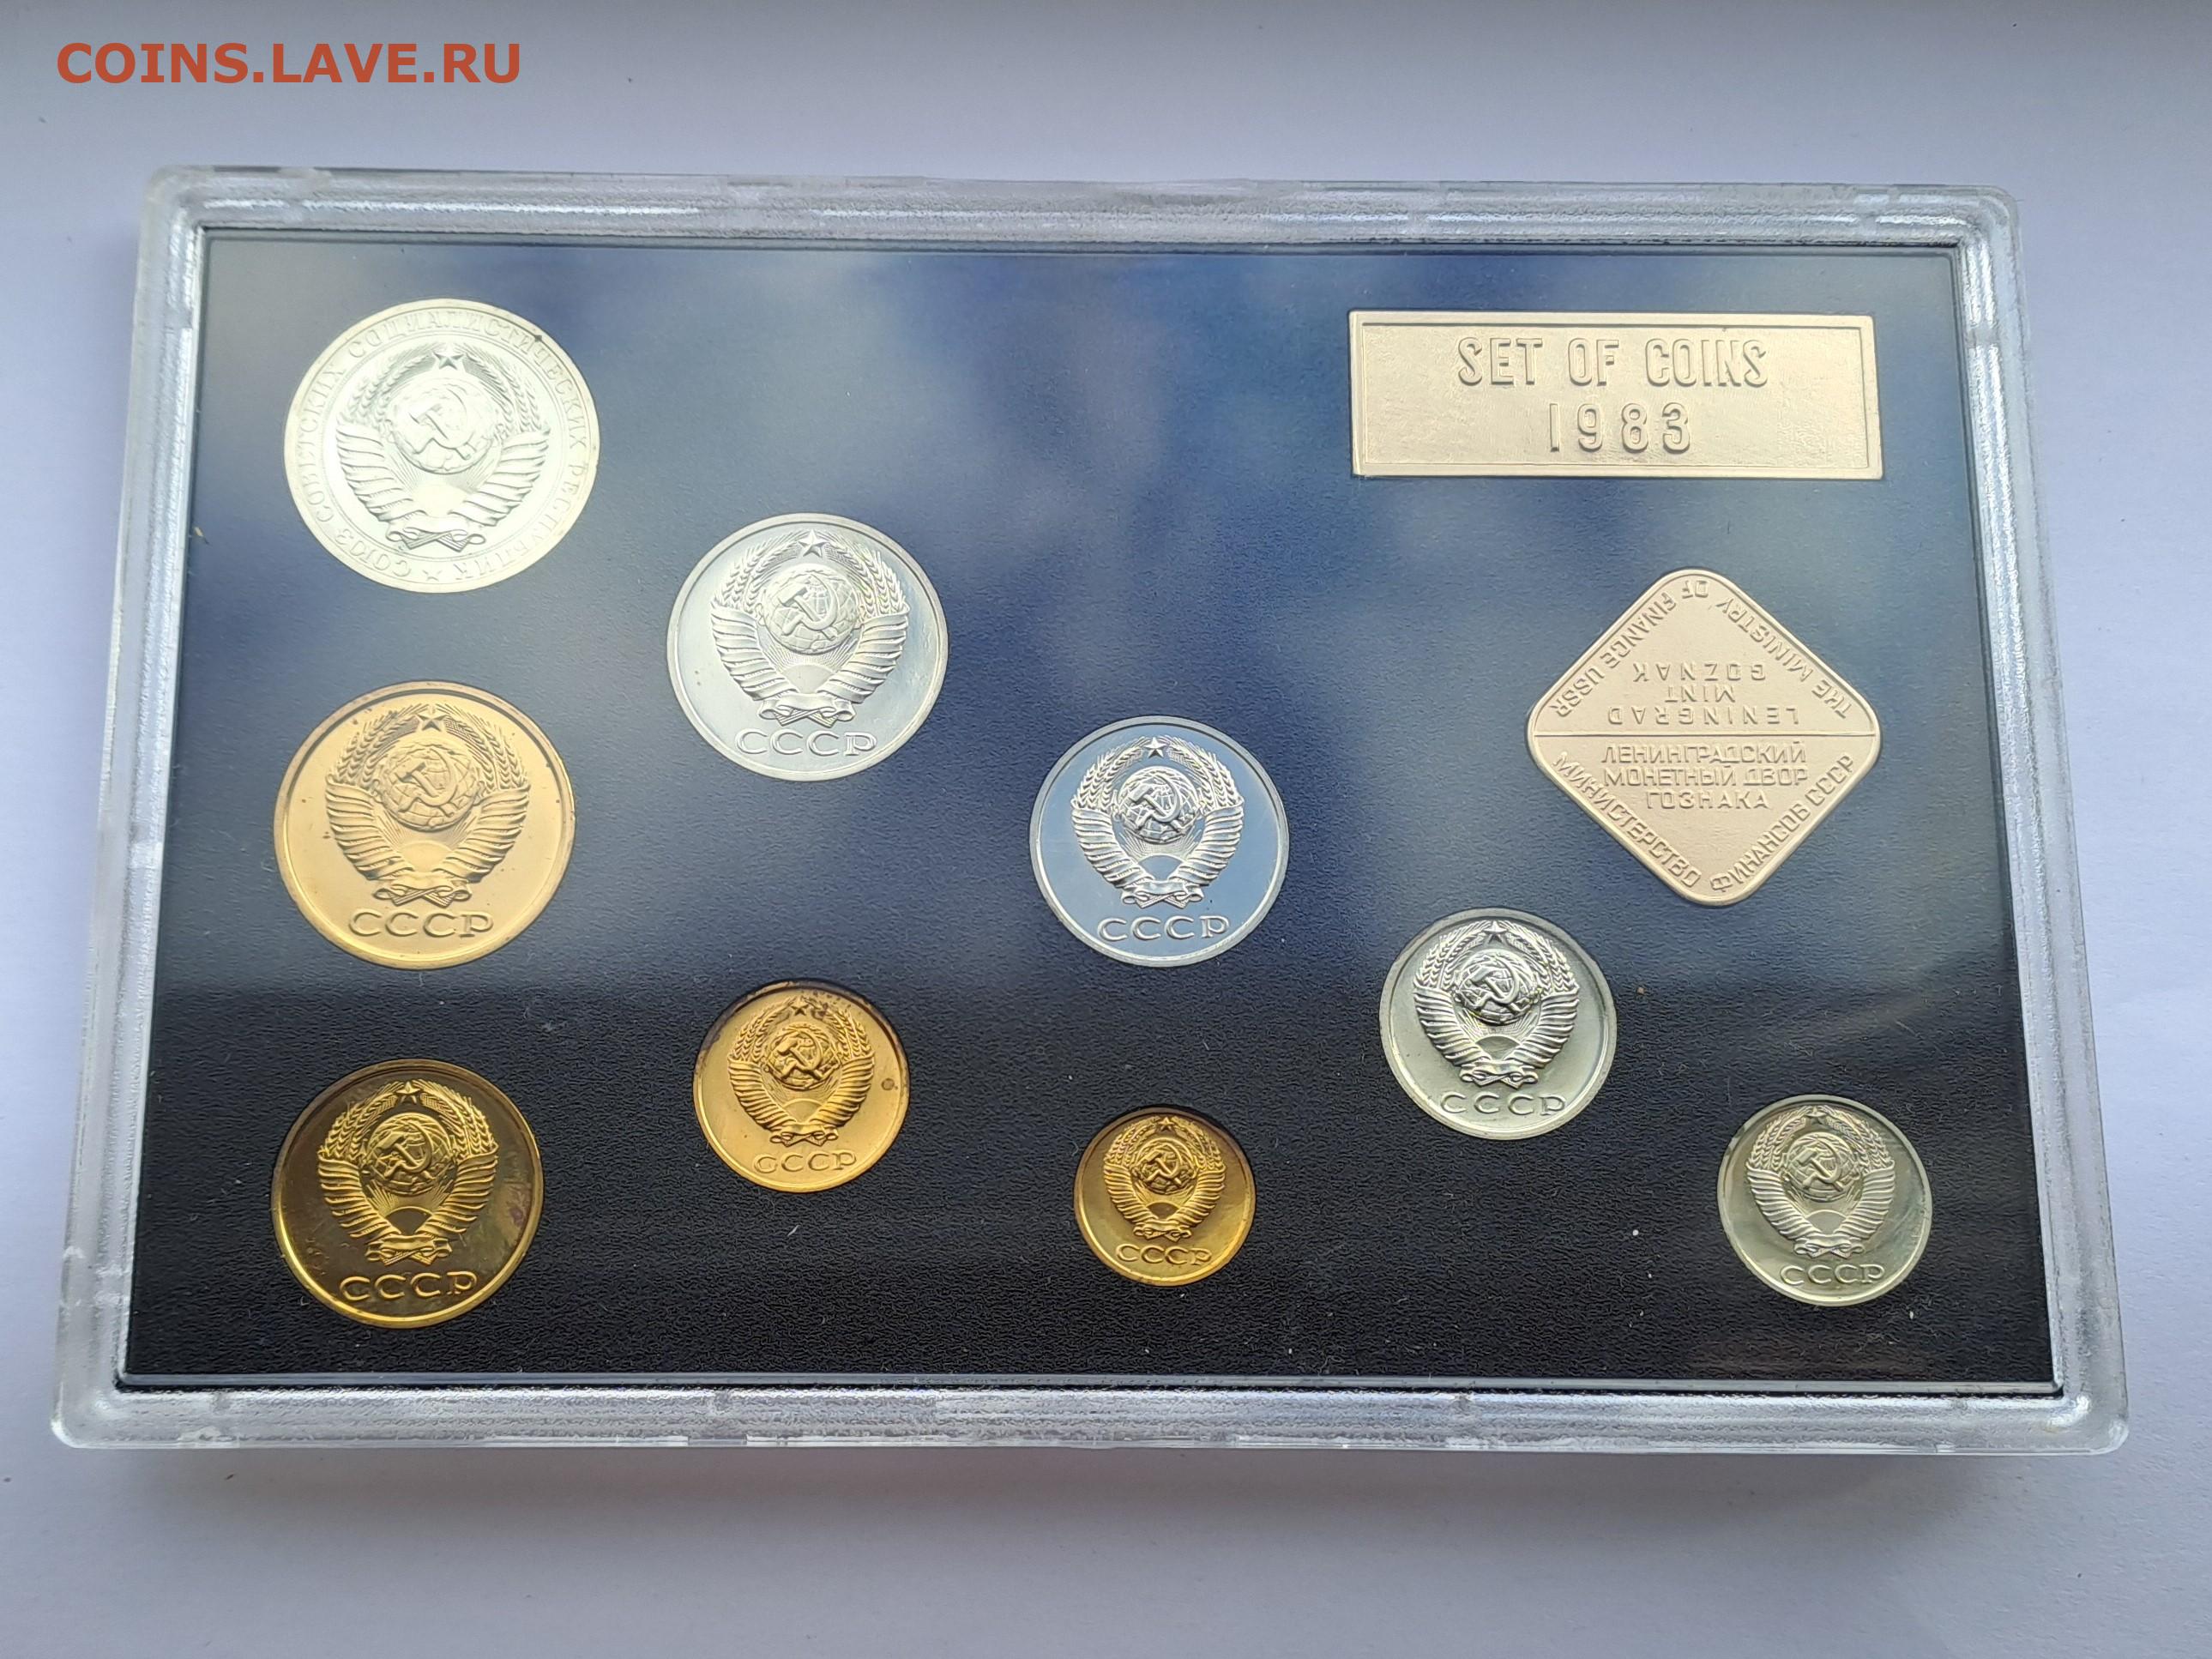 COINS.LAVE.RU
SET OF COINS
1983
СОЮЗ СОВЕТСКИХ СОЦИАЛИСТИЧЕСКИХ РЕСПУБЛИК ★
СССР
СССР
СССР
СССР
СССР
СССР
СССР
СССР
THE MINISTRY OF FINANCE USSR
LENINGRAD
MINT
GOZNAK
ЛЕНИНГРАДСКИЙ
МОНЕТНЫЙ ДВОР
ГОЗНАКА
МИНИСТЕРСТВО ФИНАНСОВ СССР